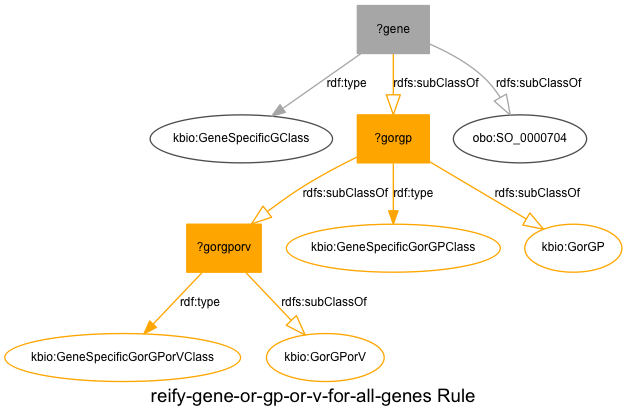 ?gene
rdf:type
rdfs:subClassOf
rdfs:subClassOf
kbio:GeneSpecificGClass
?gorgp
obo:SO_0000704
rdfs:subClassOf
rdf:type
rdfs:subClassOf
?gorgporv
kbio:GeneSpecificGorGPClass
kbio:GorGP
rdf:type
rdfs:subClassOf
kbio:GeneSpecificGorGPorVClass
kbio:GorGPorV
reify-gene-or-gp-or-v-for-all-genes Rule